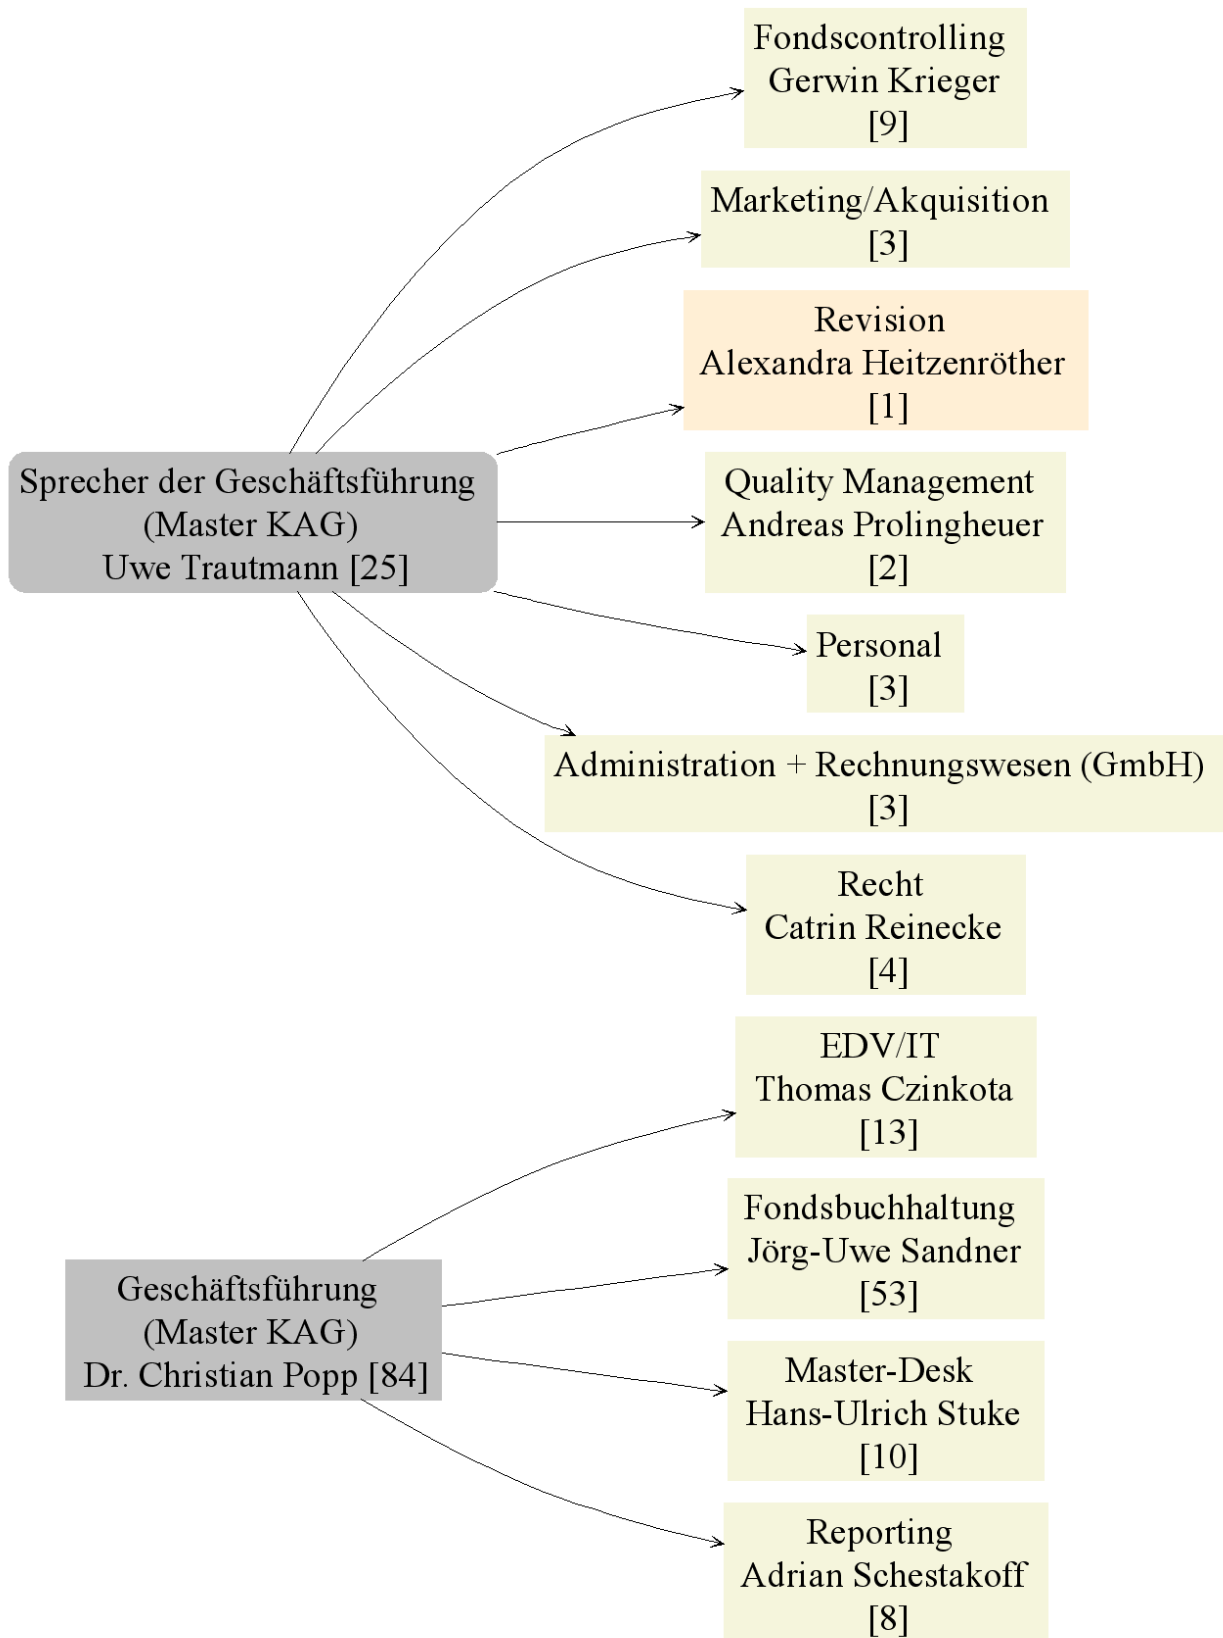 Fondscontrolling
Gerwin Krieger
[9]
Marketing/Akquisition
[3]
Revision
Alexandra Heitzenröther
[1]
Sprecher der Geschäftsführung
(Master KAG)
Uwe Trautmann [25]
Quality Management
Andreas Prolingheuer
[2]
Personal
[3]
Administration + Rechnungswesen (GmbH)
[3]
Recht
Catrin Reinecke
[4]
EDV/IT
Thomas Czinkota
[13]
Fondsbuchhaltung
Jörg-Uwe Sandner
[53]
Geschäftsführung
(Master KAG)
Dr. Christian Popp [84]
Master-Desk
Hans-Ulrich Stuke
[10]
Reporting
Adrian Schestakoff
[8]